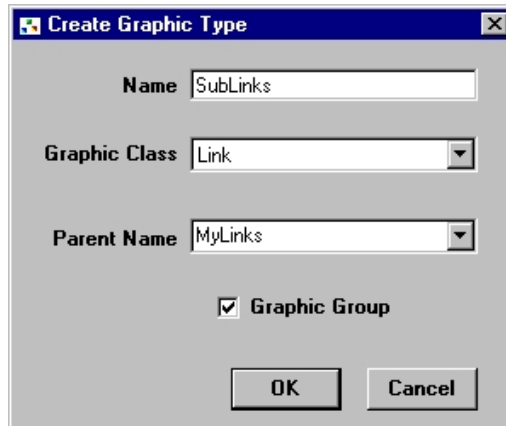 Create Graphic Type
Name SubLinks
Graphic Class Link
Parent Name MyLinks
Graphic Group
OK Cancel